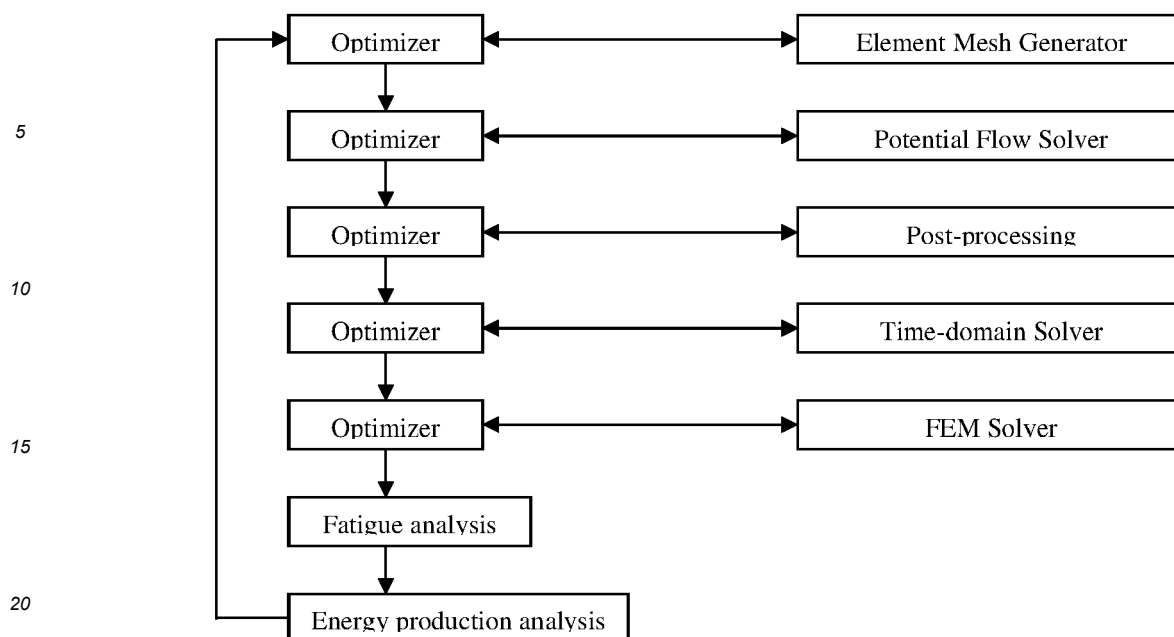 Optimizer
Element Mesh Generator
5
Optimizer
Potential Flow Solver
Optimizer
Post-processing
10
Optimizer
Time-domain Solver
Optimizer
FEM Solver
15
Fatigue analysis
20
Energy production analysis